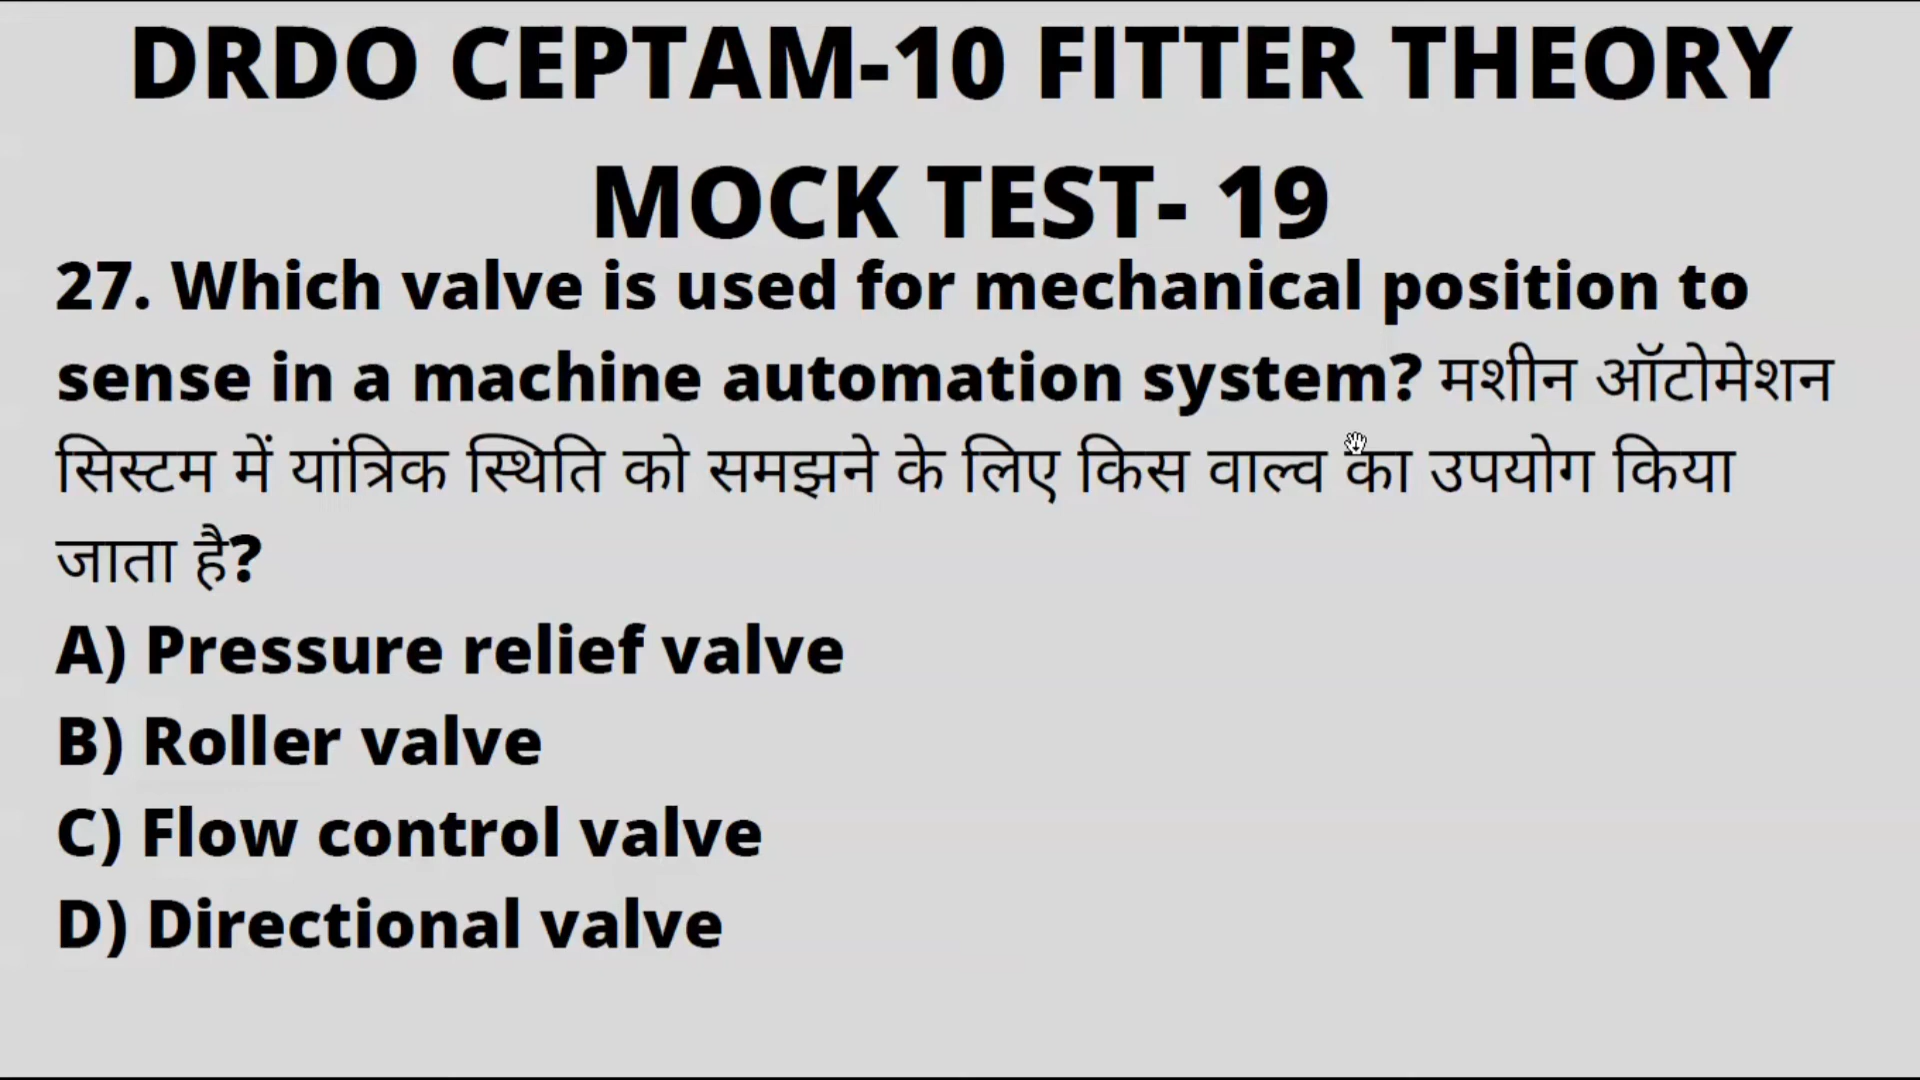 DRDO CEPTAM-10 FITTER THEORY
MOCK TEST- 19
27. Which valve is used for mechanical position to
sense in a machine automation system? मशीन ऑटोमेशन
सिस्टम में यांत्रिक स्थिति को समझने के लिए किस वाल्व का उपयोग किया
जाता है?
A) Pressure relief valve
B) Roller valve
C) Flow control valve
D) Directional valve